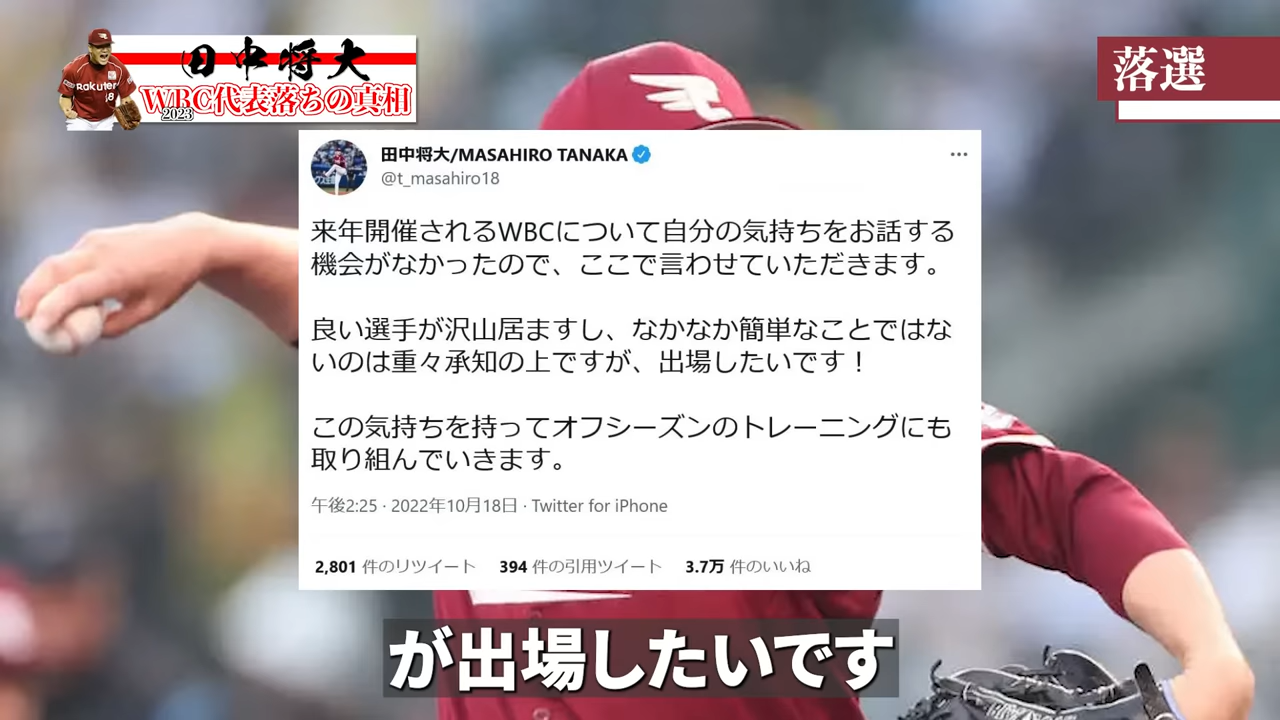 田中将大
WBC代表落ちの真相
2023
Rakuten
18
落選
田中将大/MASAHIRO TANAKA
@t_masahiro18
来年開催されるWBCについて自分の気持ちをお話する
機会がなかったので、ここで言わせていただきます。
良い選手が沢山居ますし、なかなか簡単なことではな
いのは重々承知の上ですが、出場したいです！
この気持ちを持ってオフシーズンのトレーニングにも
取り組んでいきます。
午後2:25 · 2022年10月18日 · Twitter for iPhone
2,801 件のリツイート 394 件の引用ツイート 3.7万 件のいいね
が出場したいです